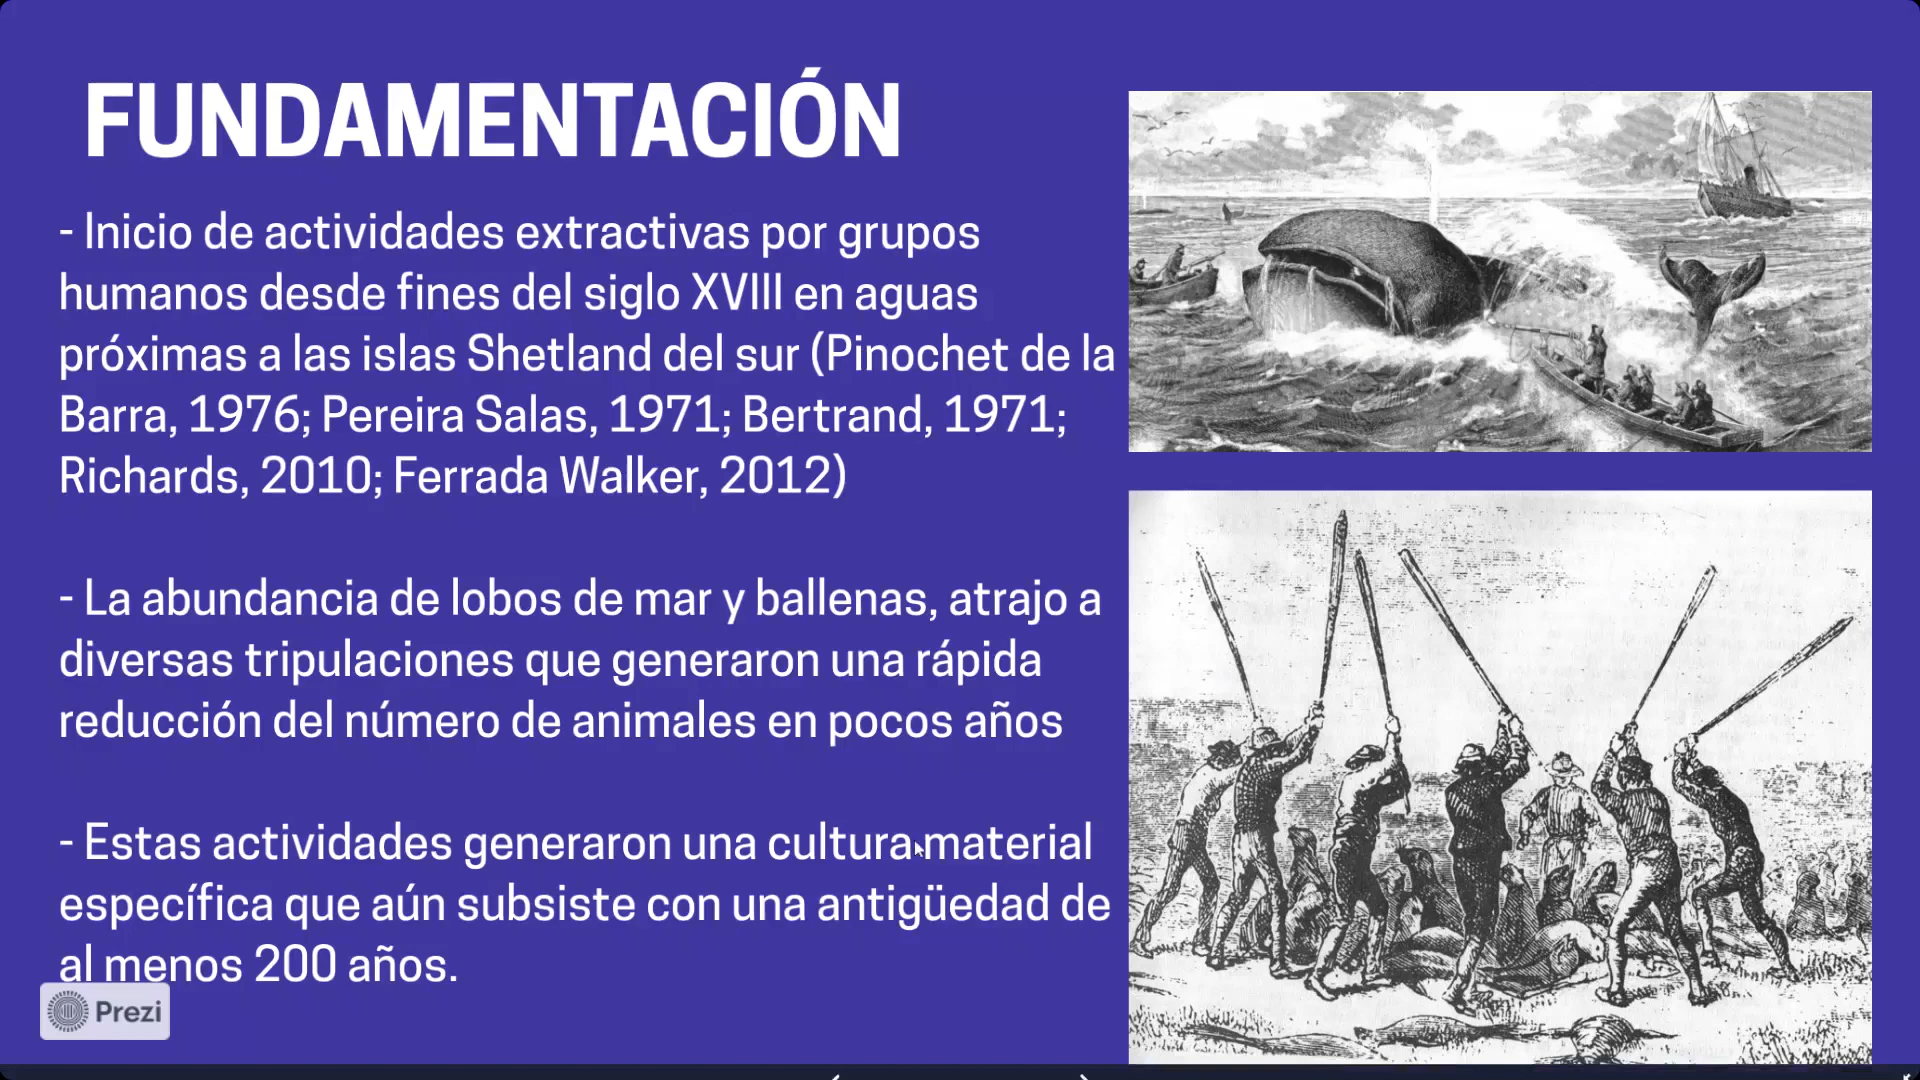 FUNDAMENTACIÓN
- Inicio de actividades extractivas por grupos
humanos desde fines del siglo XVIII en aguas
próximas a las islas Shetland del sur (Pinochet de la
Barra, 1976; Pereira Salas, 1971; Bertrand, 1971;
Richards, 2010; Ferrada Walker, 2012)
- La abundancia de lobos de mar y ballenas, atrajo a
diversas tripulaciones que generaron una rápida
reducción del número de animales en pocos años
- Estas actividades generaron una cultura material
específica que aún subsiste con una antigüedad de
al menos 200 años.
Prezi